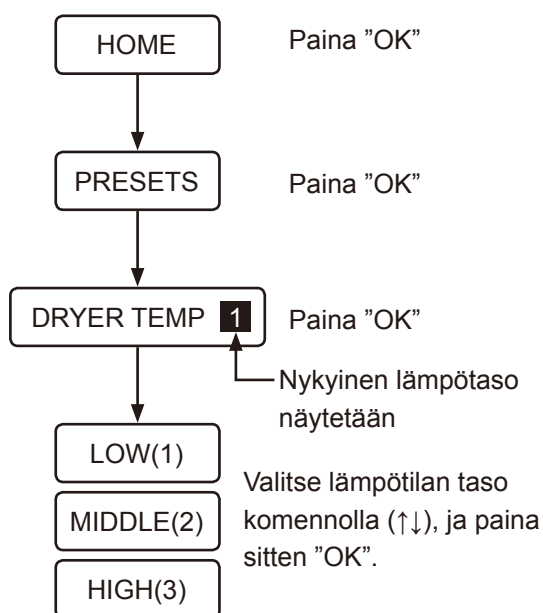 HOME
Paina ”OK”
PRESETS
Paina ”OK”
DRYER TEMP 1
Paina ”OK”
Nykyinen lämpötaso
näytetään
LOW(1)
MIDDLE(2)
HIGH(3)
Valitse lämpötilan taso
komennolla (↑↓), ja paina
sitten ”OK”.